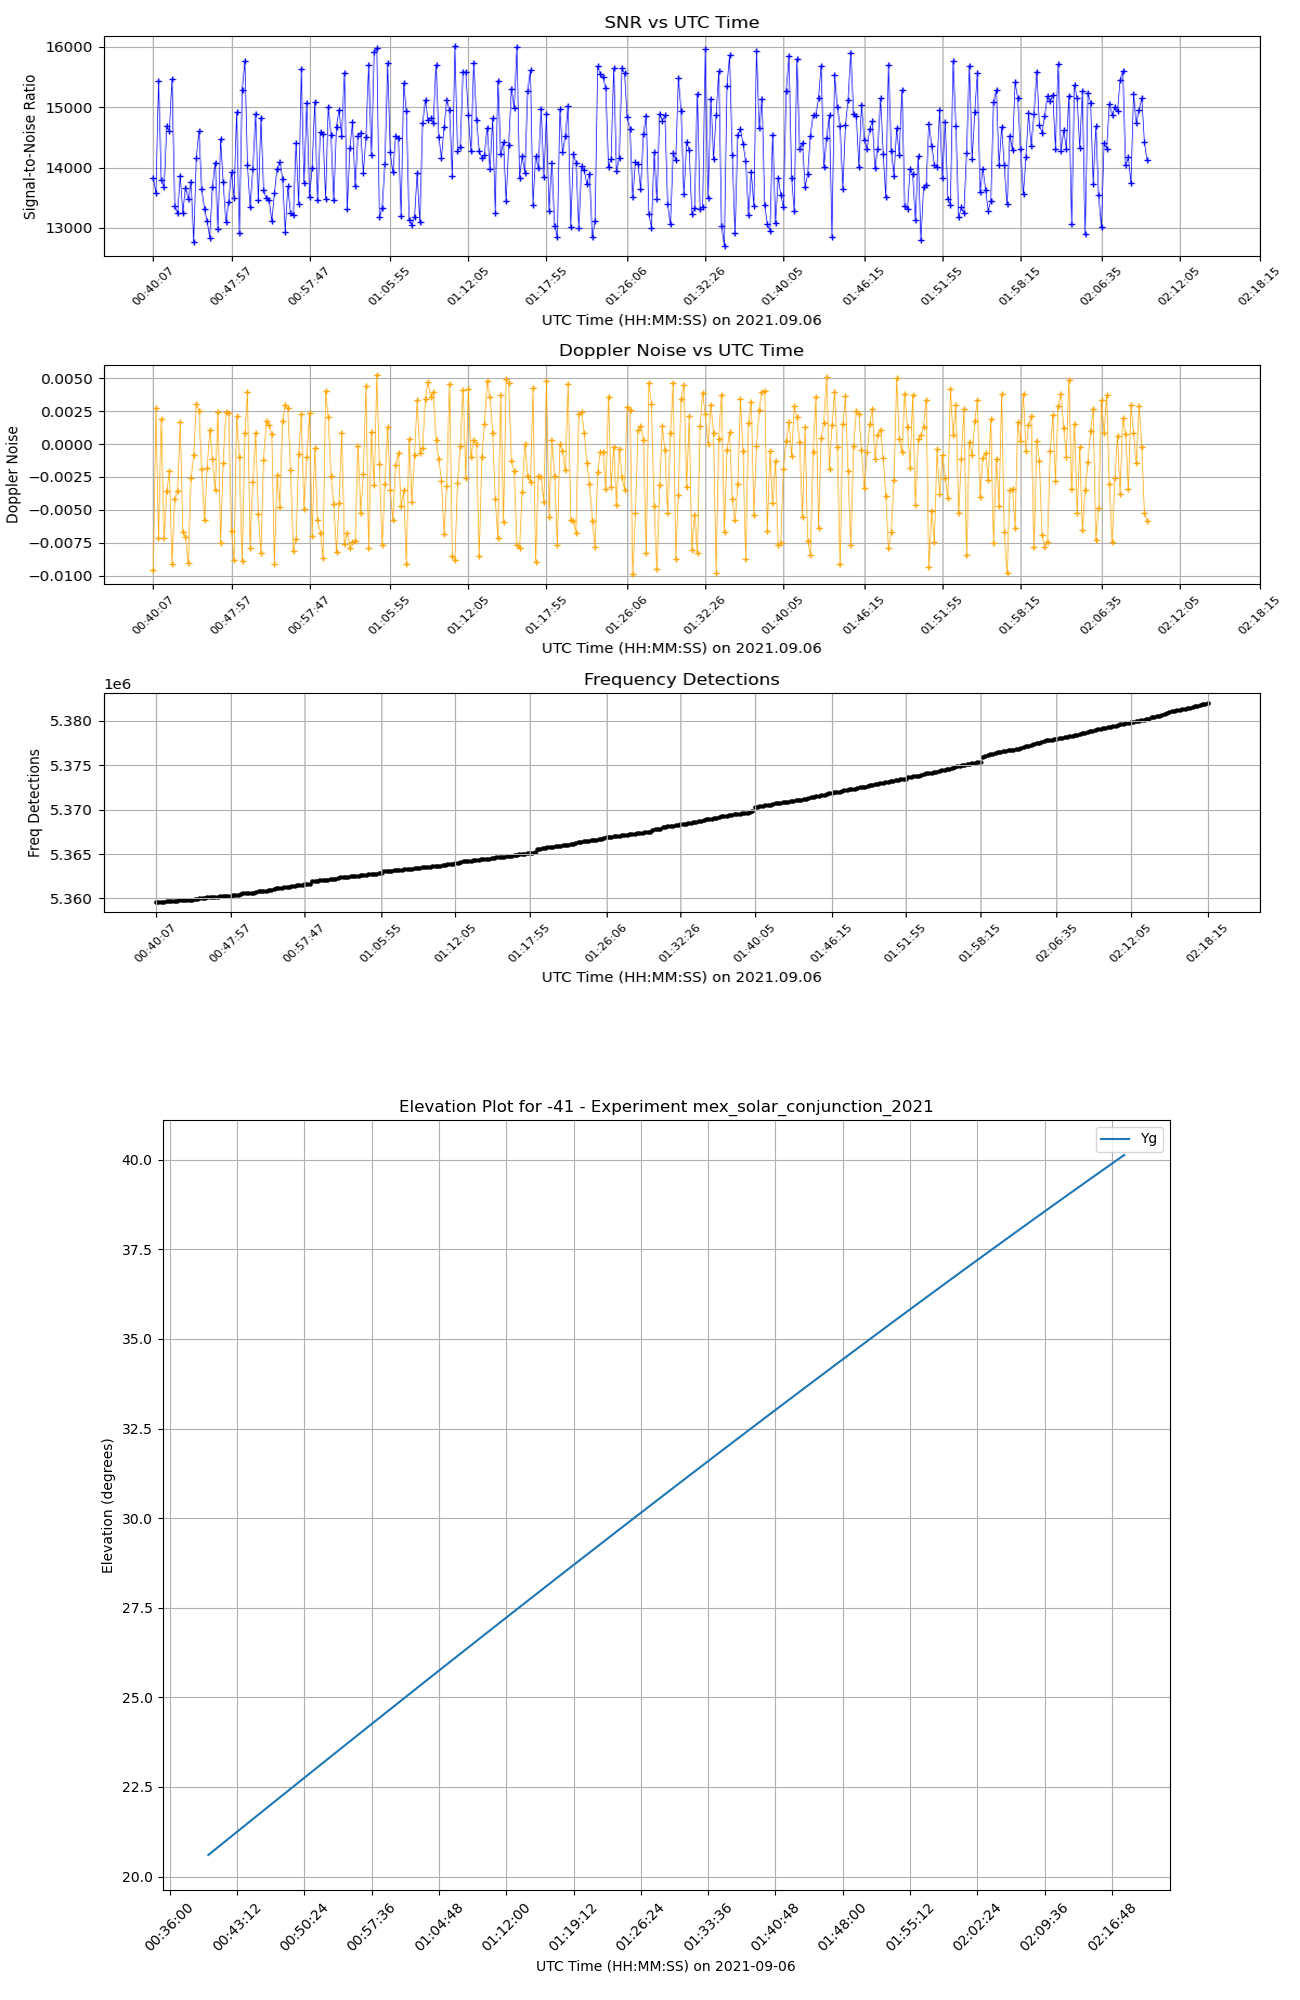 SNR vs UTC Time
Signal-to-Noise Ratio
16000
15000
14000
13000
00:40:07 00:47:57 00:57:47 01:05:55 01:12:05 01:17:55 01:26:06 01:32:26 01:40:05 01:46:15 01:51:55 01:58:15 02:06:35 02:12:05 02:18:15
UTC Time (HH:MM:SS) on 2021.09.06
Doppler Noise vs UTC Time
Doppler Noise
0.0050
0.0025
0.0000
−0.0025
−0.0050
−0.0075
−0.0100
00:40:07 00:47:57 00:57:47 01:05:55 01:12:05 01:17:55 01:26:06 01:32:26 01:40:05 01:46:15 01:51:55 01:58:15 02:06:35 02:12:05 02:18:15
UTC Time (HH:MM:SS) on 2021.09.06
Frequency Detections
1e6
Freq Detections
5.380
5.375
5.370
5.365
5.360
00:40:07 00:47:57 00:57:47 01:05:55 01:12:05 01:17:55 01:26:06 01:32:26 01:40:05 01:46:15 01:51:55 01:58:15 02:06:35 02:12:05 02:18:15
UTC Time (HH:MM:SS) on 2021.09.06
Elevation Plot for -41 - Experiment mex_solar_conjunction_2021
Yg
Elevation (degrees)
40.0
37.5
35.0
32.5
30.0
27.5
25.0
22.5
20.0
00:36:00 00:43:12 00:50:24 00:57:36 01:04:48 01:12:00 01:19:12 01:26:24 01:33:36 01:40:48 01:48:00 01:55:12 02:02:24 02:09:36 02:16:48
UTC Time (HH:MM:SS) on 2021-09-06